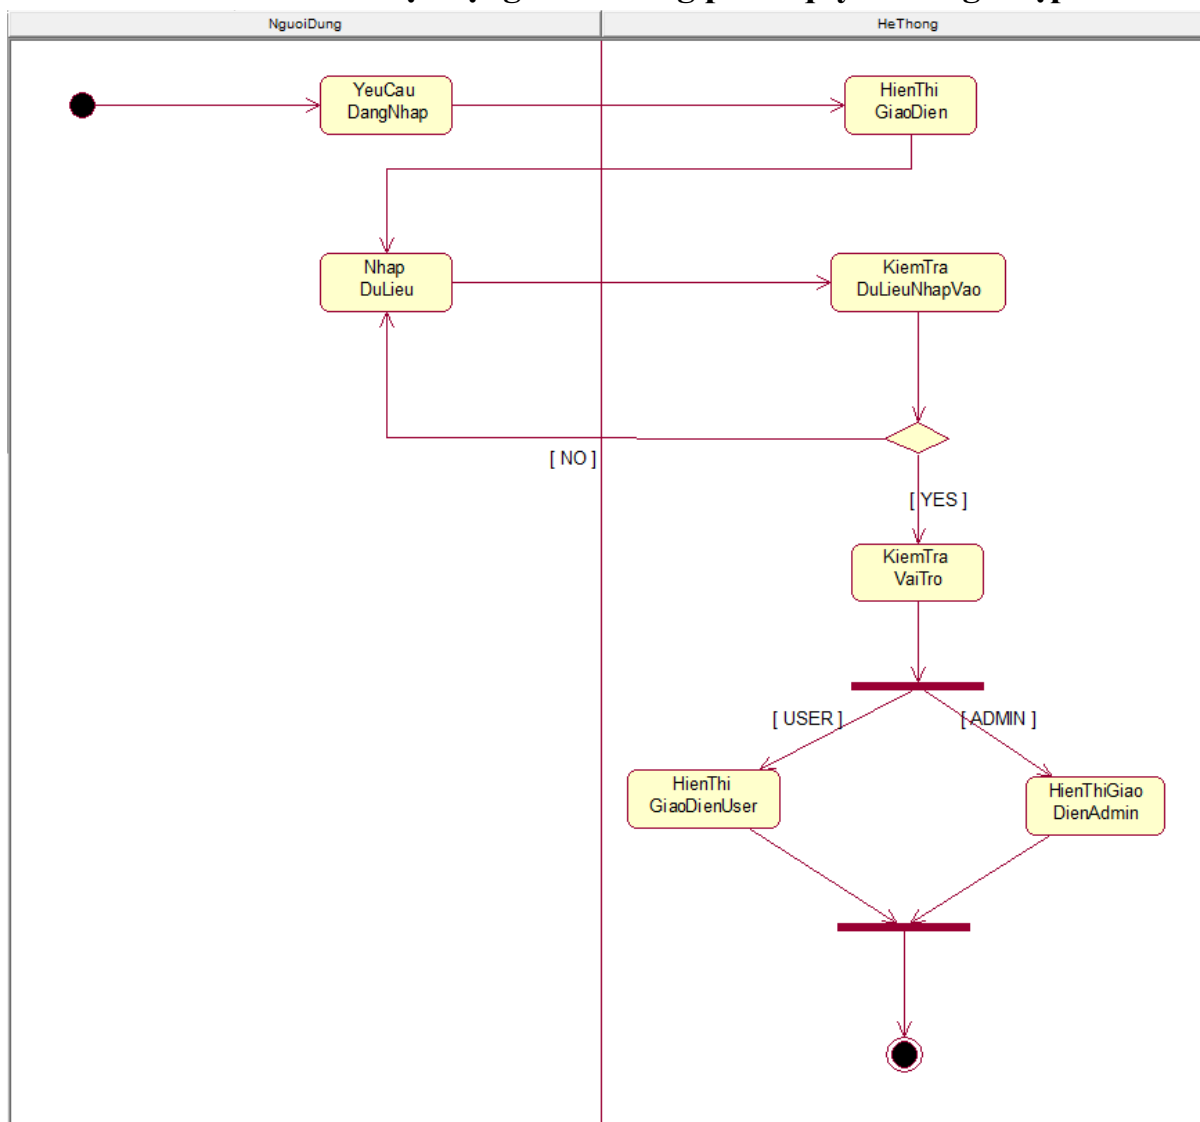 NguoiDung
HeThong
YeuCau
DangNhap
HienThi
GiaoDien
Nhap
DuLieu
KiemTra
DuLieuNhapVao
[ NO ]
[ YES ]
KiemTra
VaiTro
[ USER ]
[ ADMIN ]
HienThi
GiaoDienUser
HienThiGiao
DienAdmin